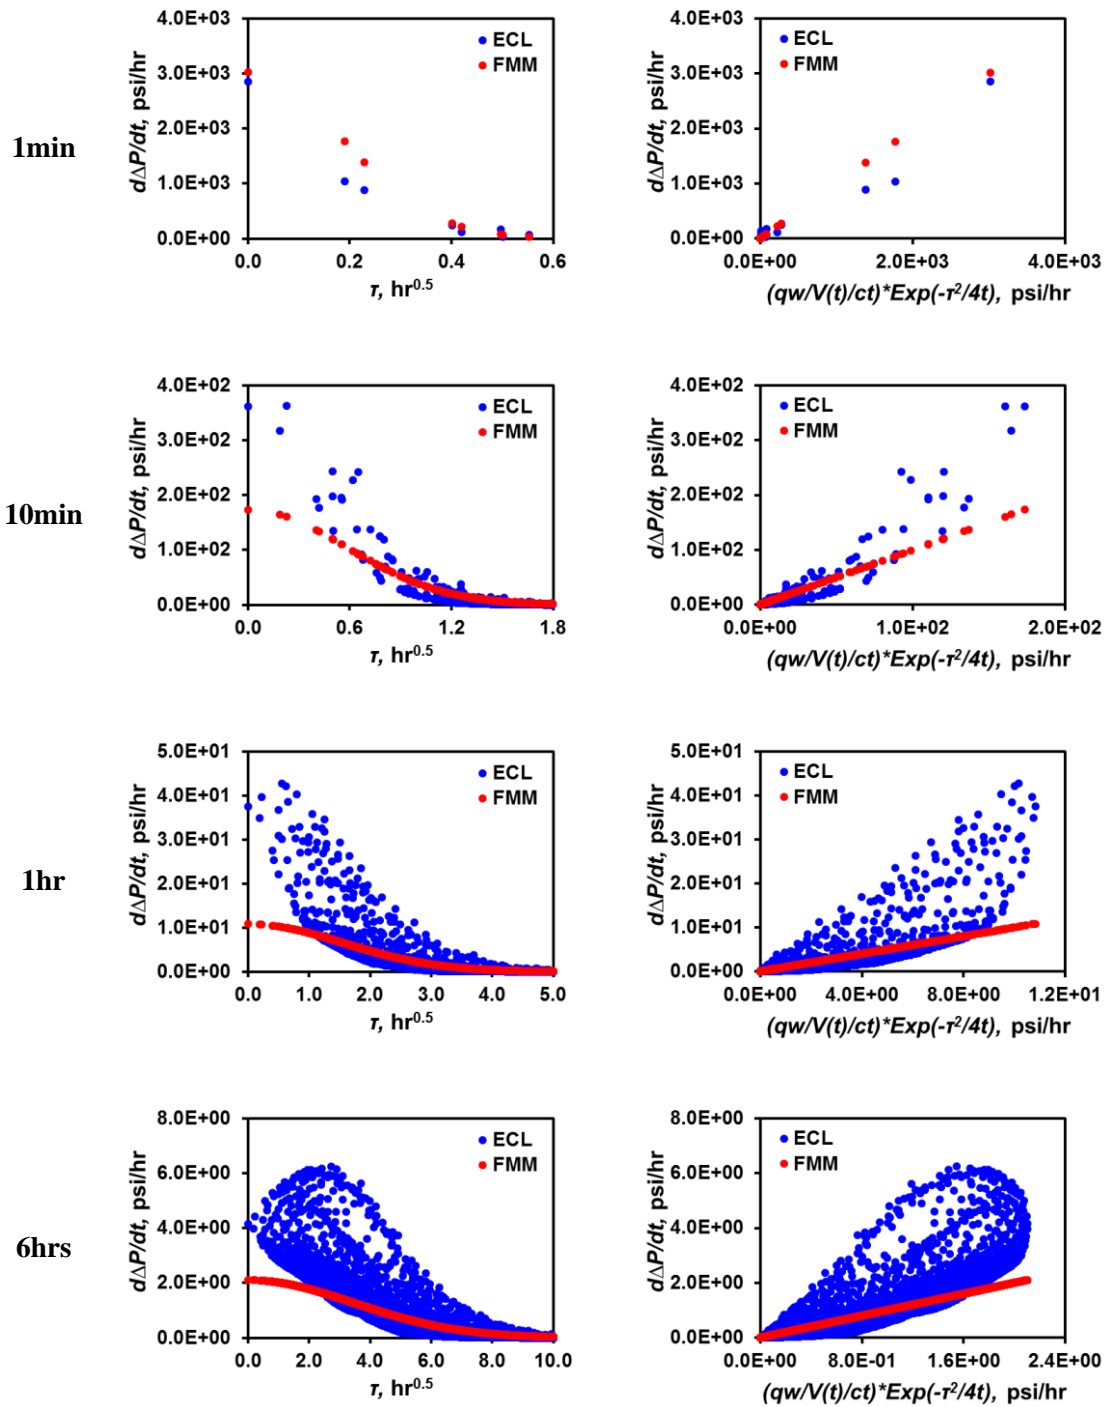 1min
4.0E+03
3.0E+03
2.0E+03
1.0E+03
0.0E+00
dΔP/dt, psi/hr
ECL
FMM
0.0 0.2 0.4 0.6
τ, hr0.5
4.0E+03
3.0E+03
2.0E+03
1.0E+03
0.0E+00
dΔP/dt, psi/hr
ECL
FMM
0.0E+00 2.0E+03 4.0E+03
(qw/V(t)/ct)*Exp(-τ2/4t), psi/hr
10min
4.0E+02
3.0E+02
2.0E+02
1.0E+02
0.0E+00
dΔP/dt, psi/hr
ECL
FMM
0.0 0.6 1.2 1.8
τ, hr0.5
4.0E+02
3.0E+02
2.0E+02
1.0E+02
0.0E+00
dΔP/dt, psi/hr
ECL
FMM
0.0E+00 1.0E+02 2.0E+02
(qw/V(t)/ct)*Exp(-τ2/4t), psi/hr
1hr
5.0E+01
4.0E+01
3.0E+01
2.0E+01
1.0E+01
0.0E+00
dΔP/dt, psi/hr
ECL
FMM
0.0 1.0 2.0 3.0 4.0 5.0
τ, hr0.5
5.0E+01
4.0E+01
3.0E+01
2.0E+01
1.0E+01
0.0E+00
dΔP/dt, psi/hr
ECL
FMM
0.0E+00 4.0E+00 8.0E+00 1.2E+01
(qw/V(t)/ct)*Exp(-τ2/4t), psi/hr
6hrs
8.0E+00
6.0E+00
4.0E+00
2.0E+00
0.0E+00
dΔP/dt, psi/hr
ECL
FMM
0.0 2.0 4.0 6.0 8.0 10.0
τ, hr0.5
8.0E+00
6.0E+00
4.0E+00
2.0E+00
0.0E+00
dΔP/dt, psi/hr
ECL
FMM
0.0E+00 8.0E-01 1.6E+00 2.4E+00
(qw/V(t)/ct)*Exp(-τ2/4t), psi/hr